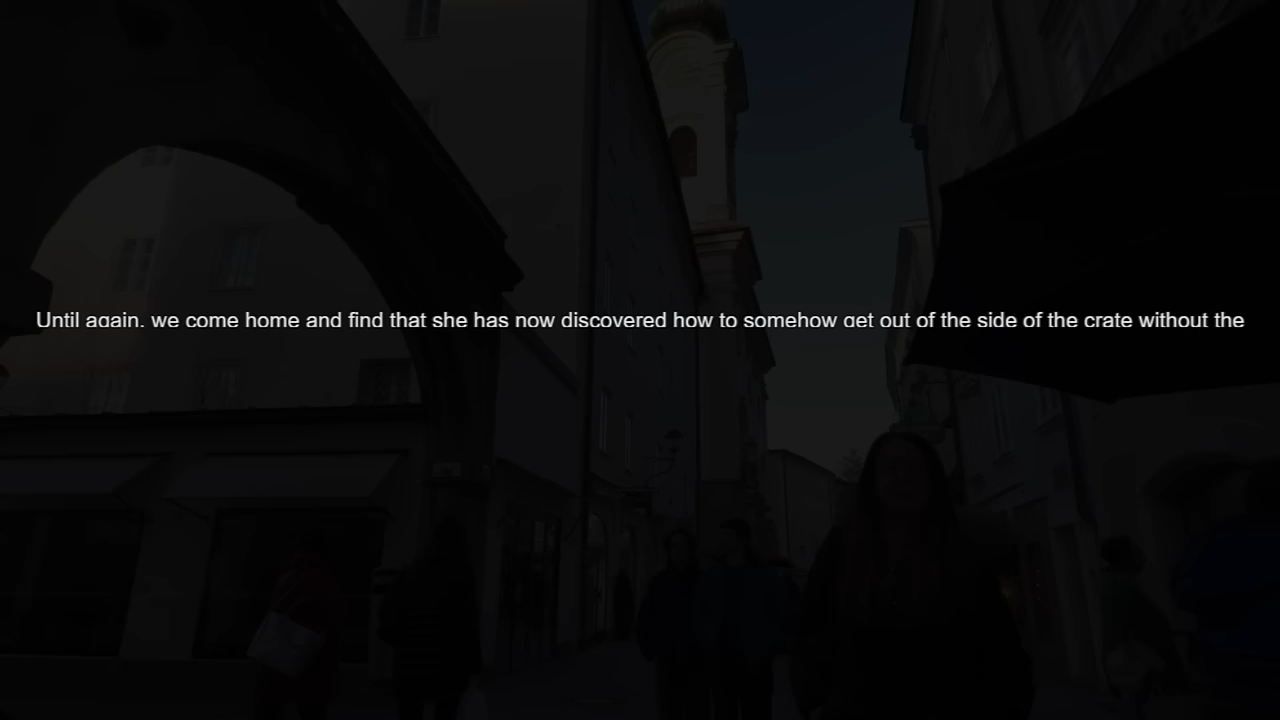 Until again, we come home and find that she has now discovered how to somehow get out of the side of the crate without the